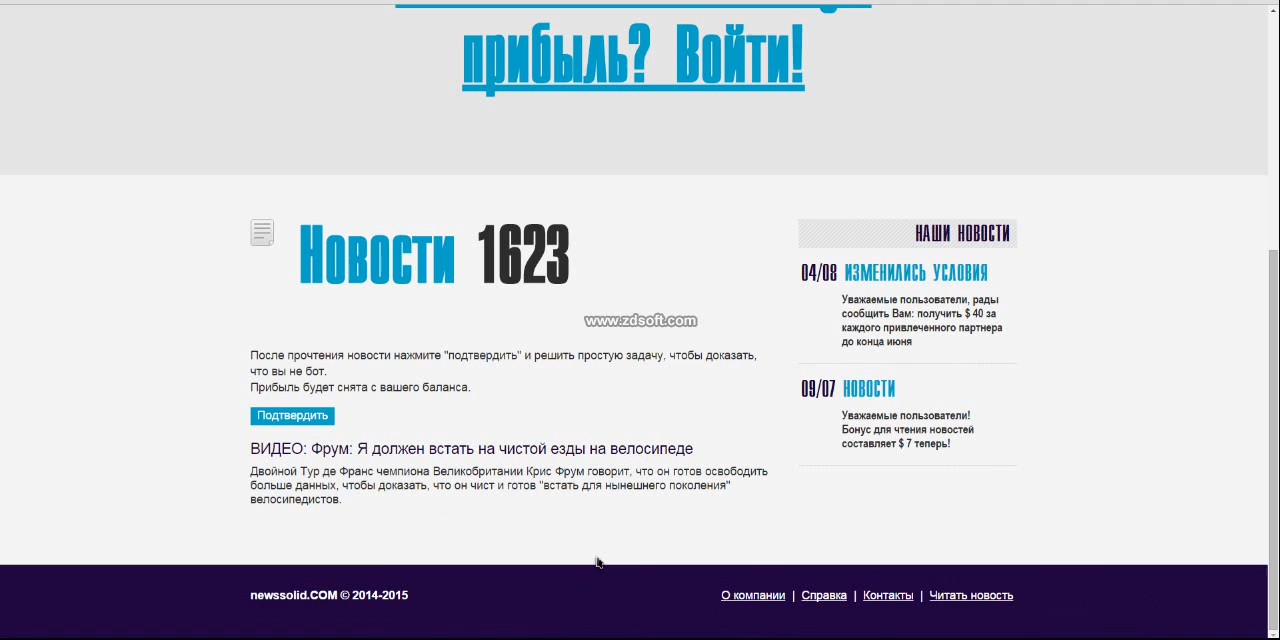 прибыль? Войти!
Новости 1623
www.zdsoft.com
После прочтения новости нажмите "подтвердить" и решить простую задачу, чтобы доказать,
что вы не бот.
Прибыль будет снята с вашего баланса.
Подтвердить
ВИДЕО: Фрум: Я должен встать на чистой езды на велосипеде
Двойной Тур де Франс чемпиона Великобритании Крис Фрум говорит, что он готов освободить
больше данных, чтобы доказать, что он чист и готов "встать для нынешнего поколения"
велосипедистов.
НАШИ НОВОСТИ
04/08 ИЗМЕНИЛИСЬ УСЛОВИЯ
Уважаемые пользователи, рады
сообщить Вам: получить $ 40 за
каждого привлеченного партнера
до конца июня
09/07 НОВОСТИ
Уважаемые пользователи!
Бонус для чтения новостей
составляет $ 7 теперь!
newssolid.COM © 2014-2015
О компании | Справка | Контакты | Читать новость